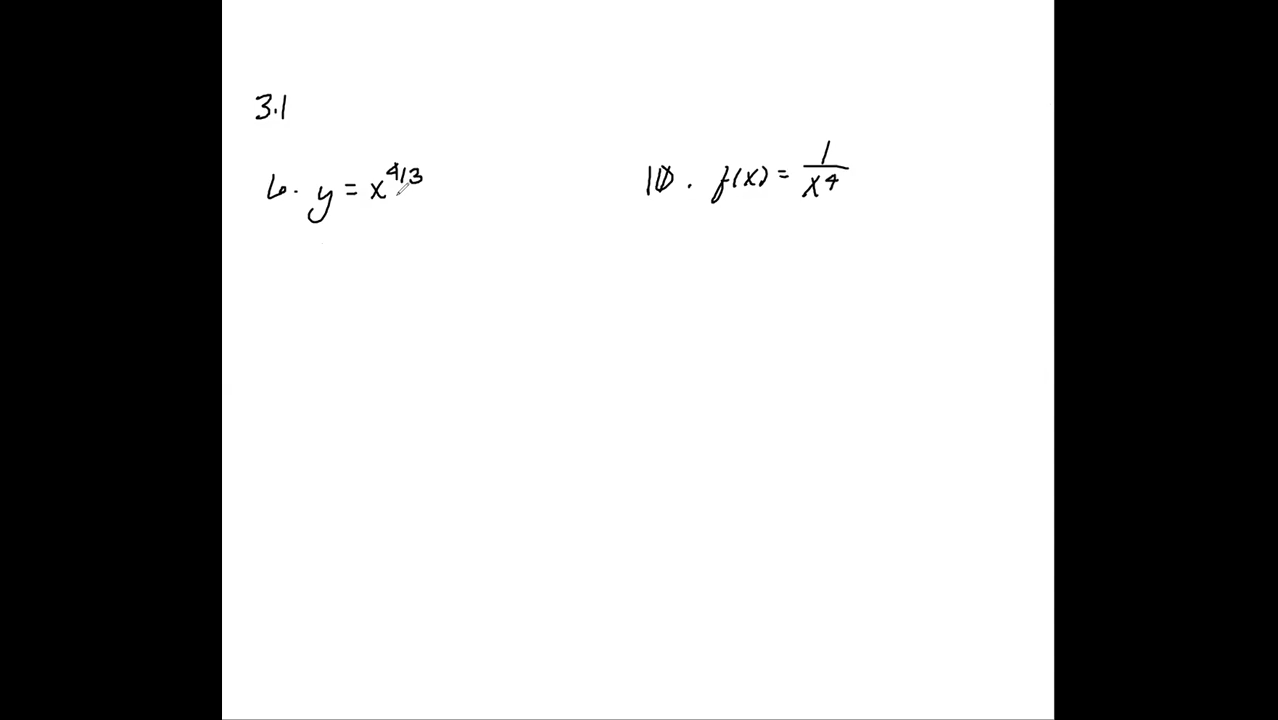 3.1
6. y = x^4/3
10. f(x) = 1/x^4